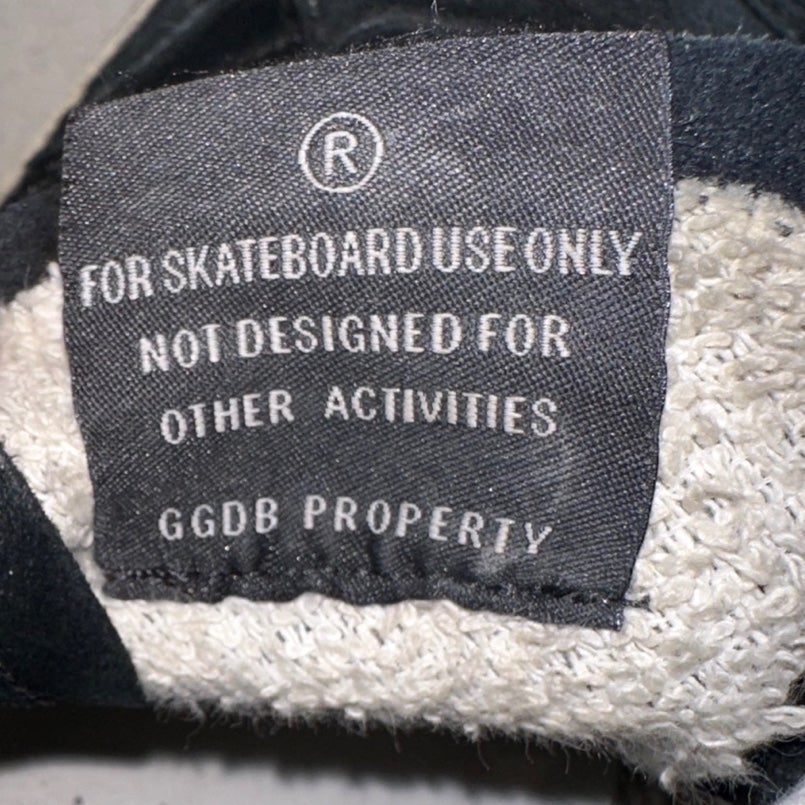 ®
FOR SKATEBOARD USE ONLY
NOT DESIGNED FOR
OTHER ACTIVITIES
GGDB PROPERTY